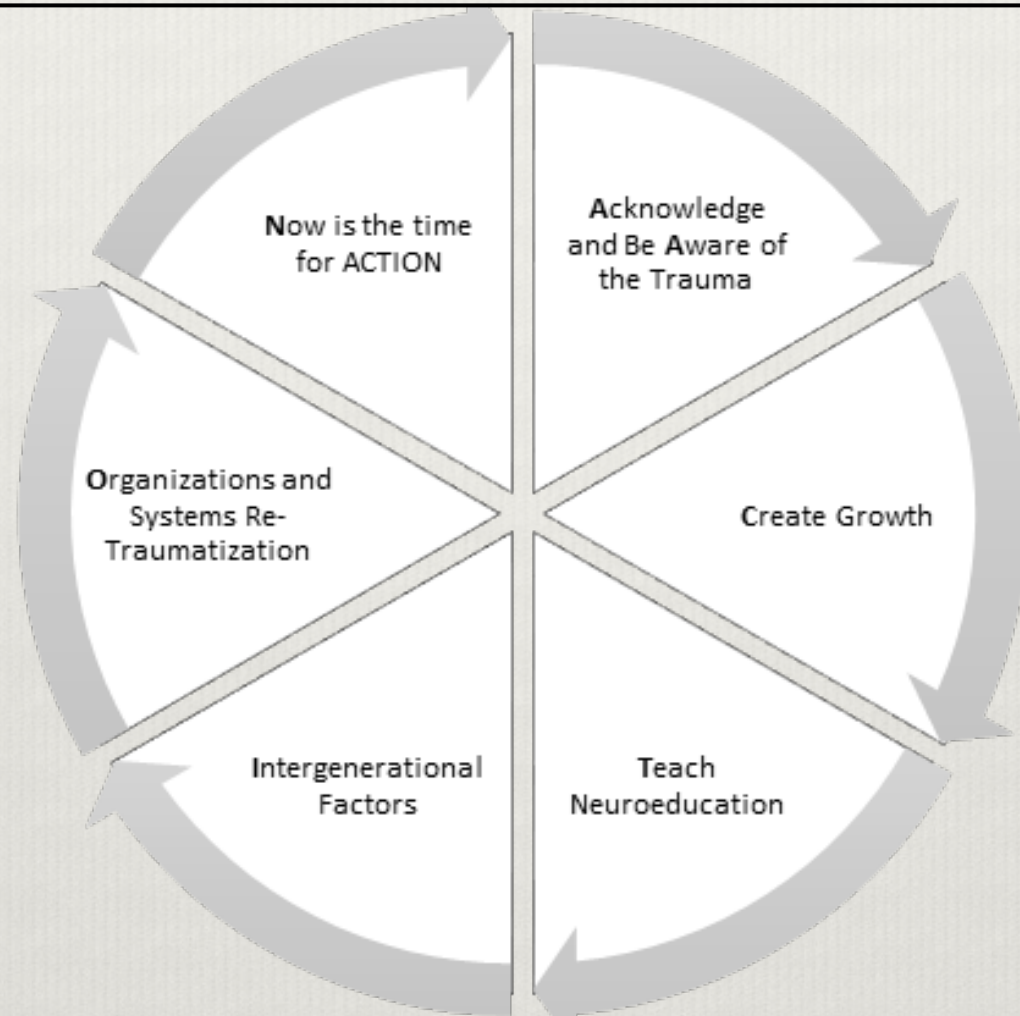 Acknowledge
and Be Aware of
the Trauma
Create Growth
Teach
Neuroeducation
Intergenerational
Factors
Organizations and
Systems Re-
Traumatization
Now is the time
for ACTION